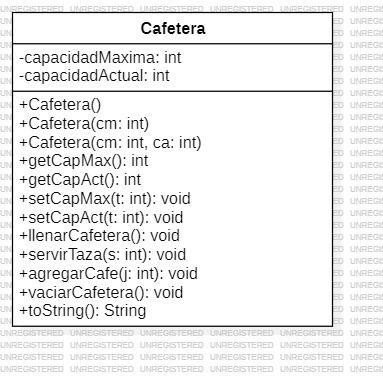 Cafetera
-capacidadMaxima: int
-capacidadActual: int
+Cafetera()
+Cafetera(cm: int)
+Cafetera(cm: int, ca: int)
+getCapMax(): int
+getCapAct(): int
+setCapMax(t: int): void
+setCapAct(t: int): void
+llenarCafetera(): void
+servirTaza(s: int): void
+agregarCafe(j: int): void
+vaciarCafetera(): void
+toString(): String
UNREGISTERED UNREGISTERED UNREGISTERED UNREGISTERED UNREGISTERED